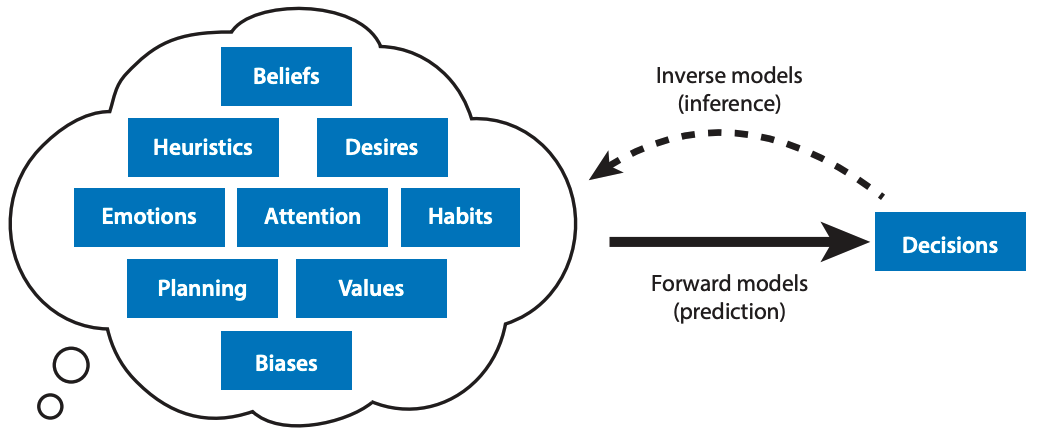 Beliefs
Heuristics
Desires
Emotions
Attention
Habits
Planning
Values
Biases
Inverse models
(inference)
Forward models
(prediction)
Decisions